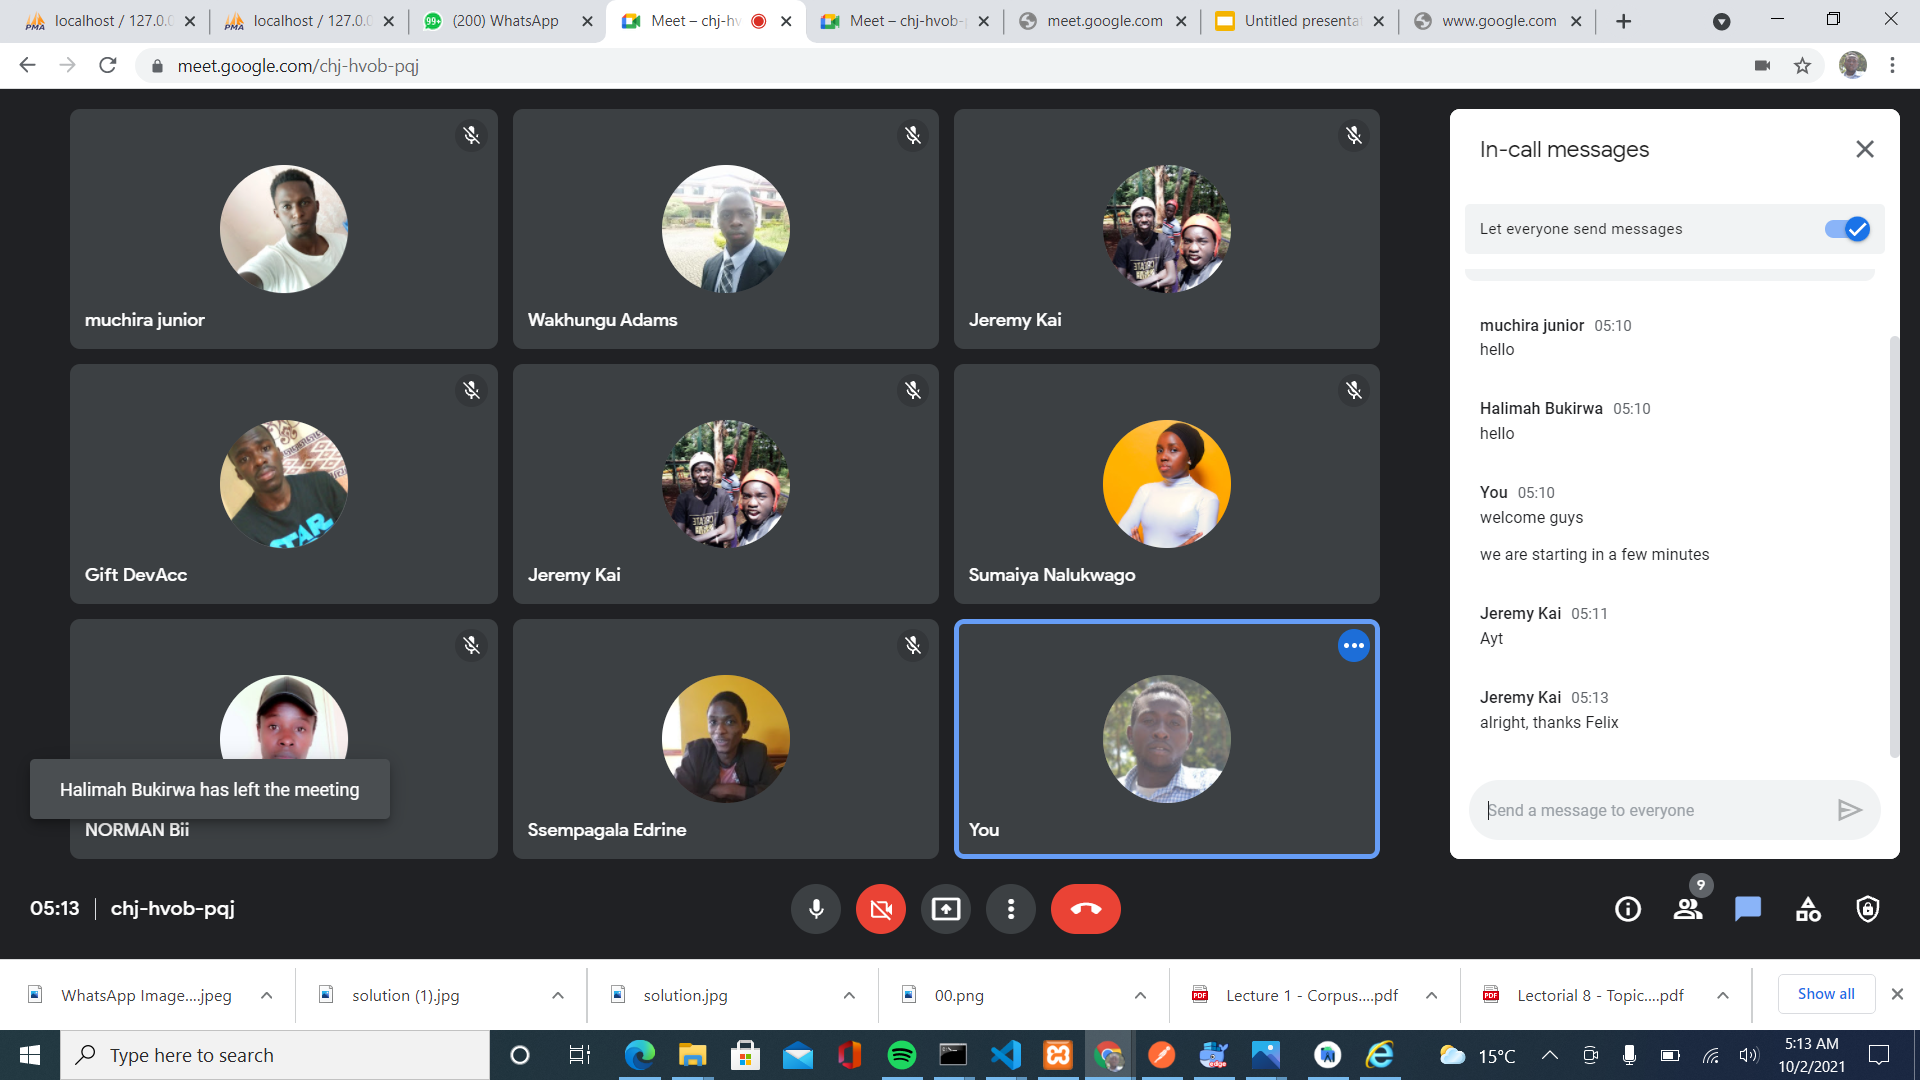 localhost / 127.0.0
localhost / 127.0.0
(200) WhatsApp
Meet – chj-hv
Meet – chj-hvob-
meet.google.com
Untitled presenta
www.google.com
meet.google.com/chj-hvob-pqj
muchira junior
Wakhungu Adams
Jeremy Kai
Gift DevAcc
Jeremy Kai
Sumaiya Nalukwago
Halimah Bukirwa has left the meeting
NORMAN Bii
Ssempagala Edrine
You
In-call messages
Let everyone send messages
muchira junior 05:10
hello
Halimah Bukirwa 05:10
hello
You 05:10
welcome guys
we are starting in a few minutes
Jeremy Kai 05:11
Ayt
Jeremy Kai 05:13
alright, thanks Felix
Send a message to everyone
05:13 | chj-hvob-pqj
9
WhatsApp Image....jpeg
solution (1).jpg
solution.jpg
00.png
Lecture 1 - Corpus....pdf
Lectorial 8 - Topic....pdf
Show all
Type here to search
15°C
5:13 AM
10/2/2021